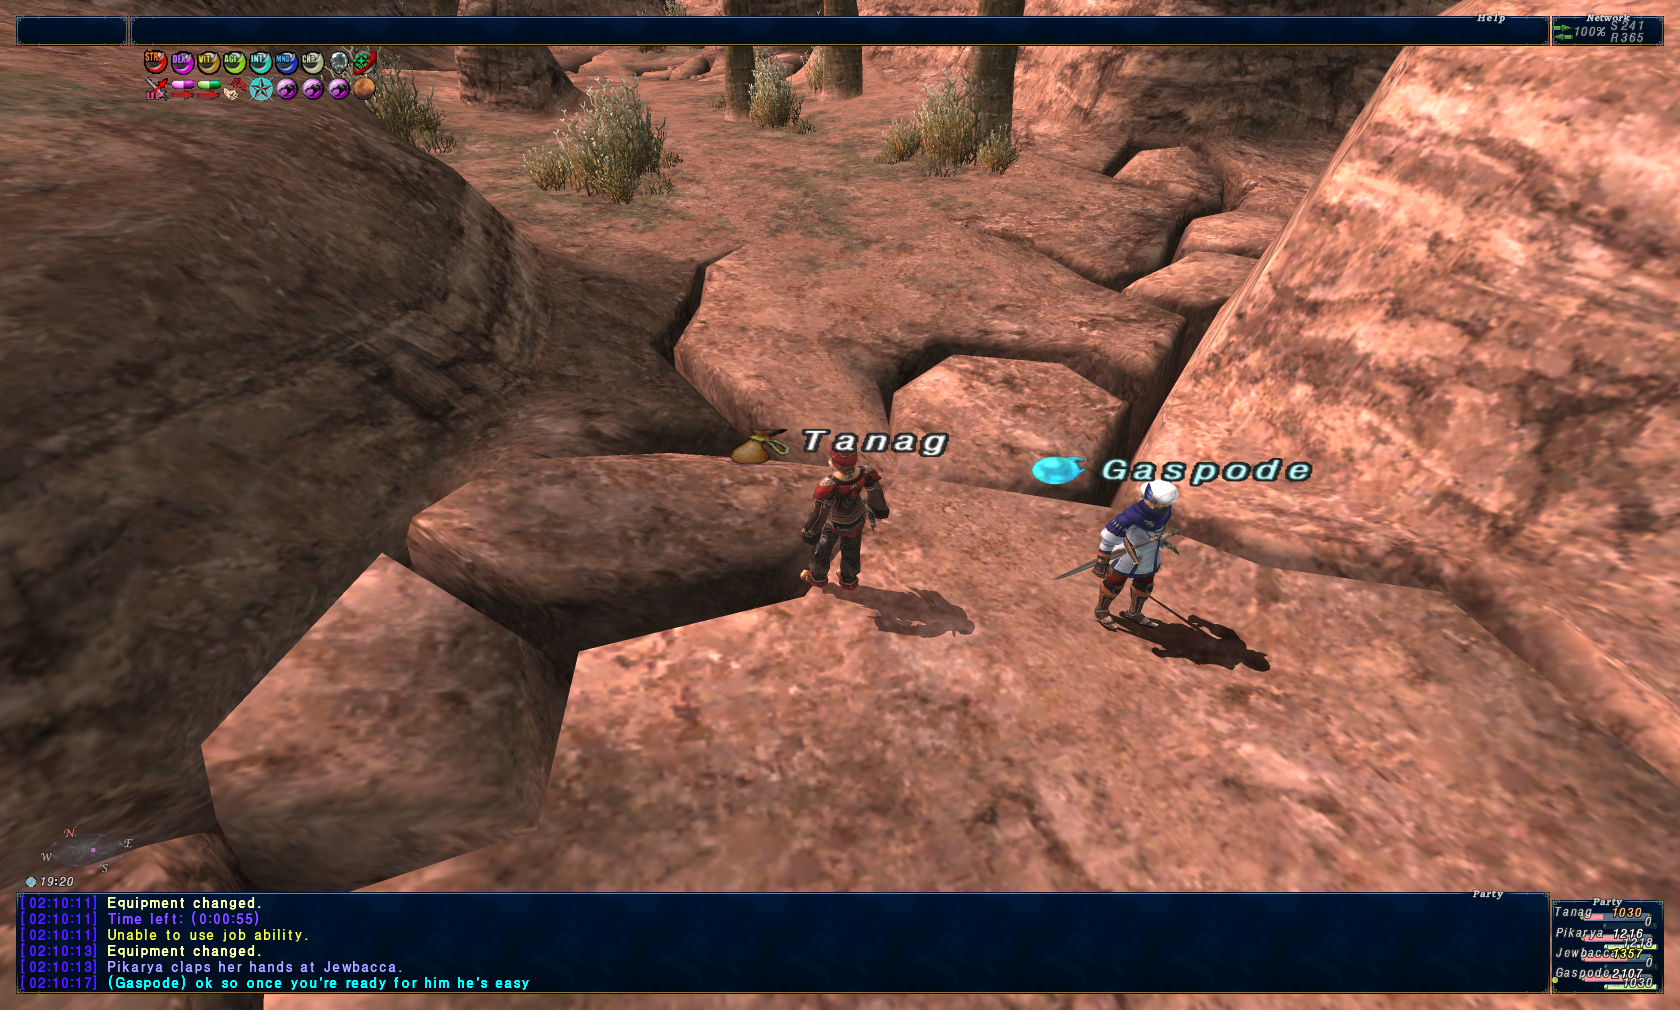 Help
Network
100% S 241
R 365
STR DEX VIT AGI INT MND CHR
Tanag
Gaspode
N
W E
S
19:20
Party
[02:10:11] Equipment changed.
[02:10:11] Time left: (0:00:55)
[02:10:11] Unable to use job ability.
[02:10:13] Equipment changed.
[02:10:13] Pikarya claps her hands at Jewbacca.
[02:10:17] (Gaspode) ok so once you're ready for him he's easy
Party
Tanag 1030
0
Pikarya 1216
1218
Jewbacca 1357
0
Gaspode 2107
1030